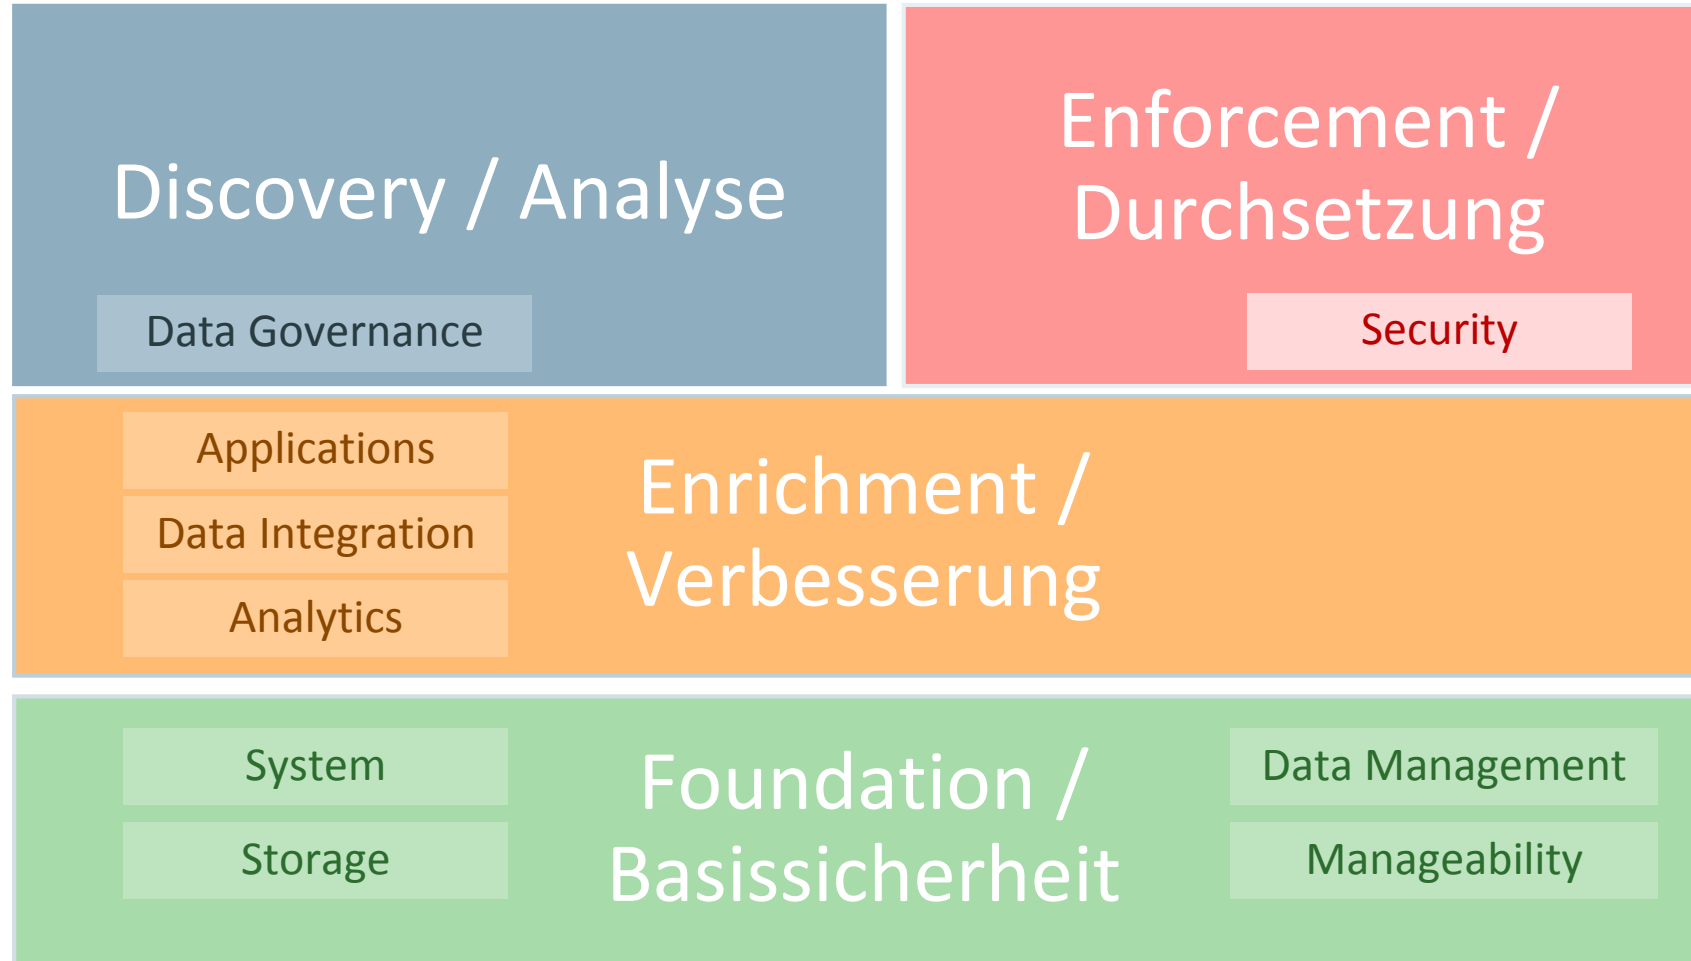 Discovery / Analyse
Data Governance
Enforcement /
Durchsetzung
Security
Applications
Data Integration
Analytics
Enrichment /
Verbesserung
System
Storage
Foundation /
Basissicherheit
Data Management
Manageability